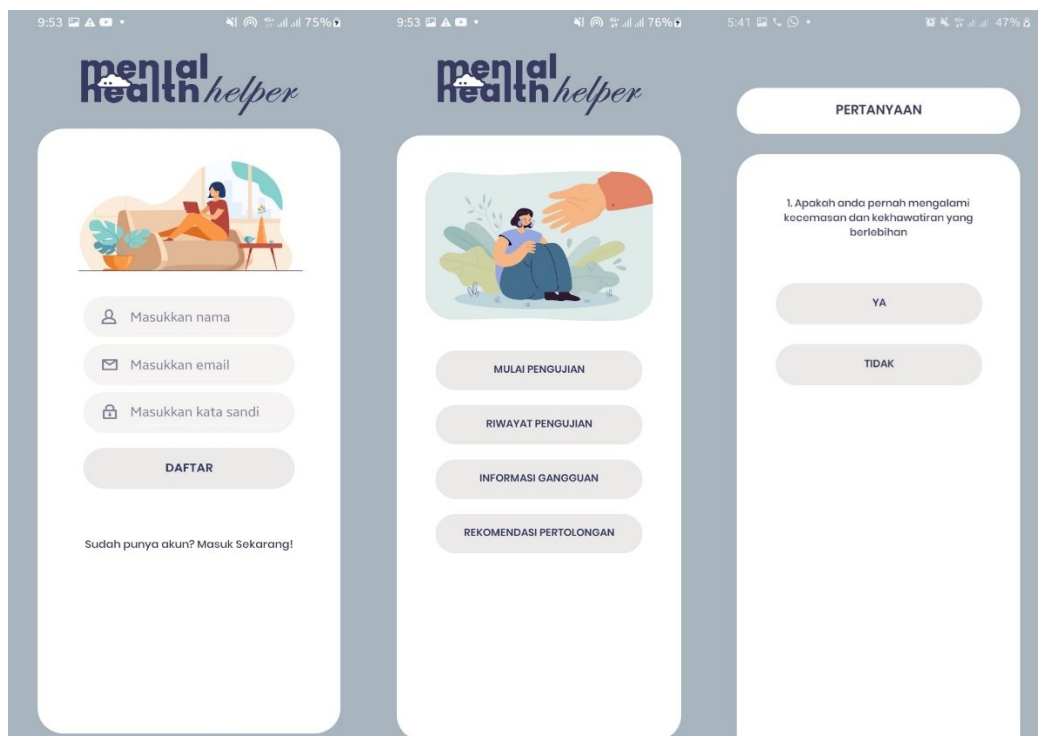 9:53
75%
mental
health helper
Masukkan nama
Masukkan email
Masukkan kata sandi
DAFTAR
Sudah punya akun? Masuk Sekarang!
9:53
76%
mental
health helper
MULAI PENGUJIAN
RIWAYAT PENGUJIAN
INFORMASI GANGGUAN
REKOMENDASI PERTOLONGAN
5:41
47%
PERTANYAAN
1. Apakah anda pernah mengalami
kecemasan dan kekhawatiran yang
berlebihan
YA
TIDAK